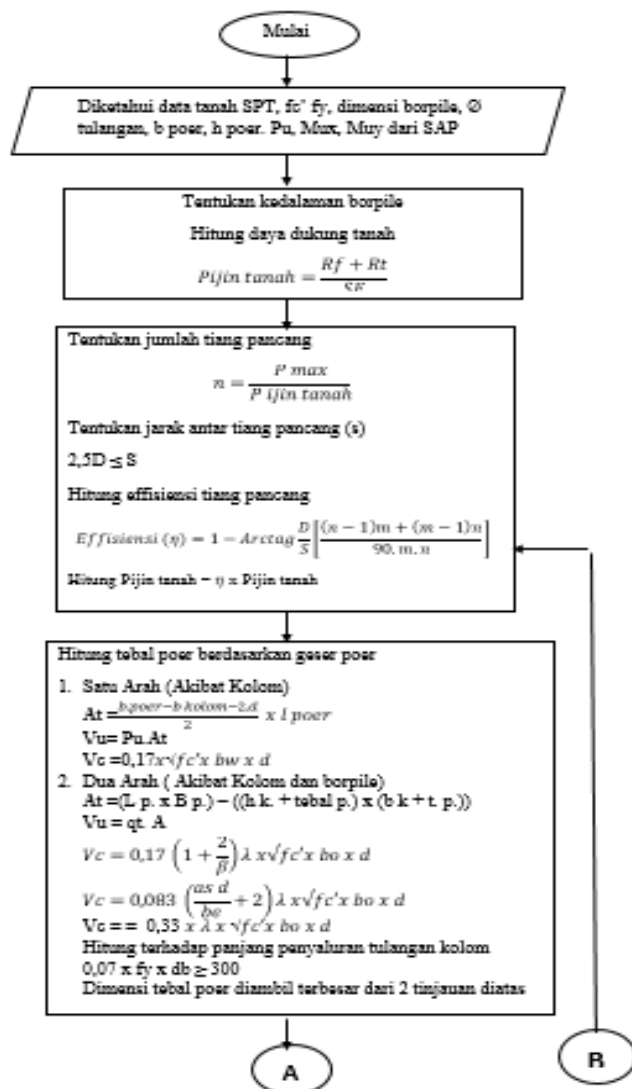 Mulai
Diketahui data tanah SPT, fc' fy, dimensi borpile, Ø
tulangan, b poer, h poer. Pu, Mux, Muy dari SAP
Tentukan kedalaman borpile
Hitung daya dukung tanah
Pijin tanah = (Rf + Rt) / SF
Tentukan jumlah tiang pancang
n = P max / P ijin tanah
Tentukan jarak antar tiang pancang (s)
2,5D ≤ S
Hitung effisiensi tiang pancang
Effisiensi (η) = 1 − Arctag D/S [((n − 1)m + (m − 1)n) / 90. m. n]
Hitung Pijin tanah = η x Pijin tanah
Hitung tebal poer berdasarkan geser poer
1. Satu Arah (Akibat Kolom)
At = (b.poer−b kolom−2.d) / 2 x l poer
Vu= Pu.At
Vc =0,17x√fc'x bw x d
2. Dua Arah ( Akibat Kolom dan borpile)
At =(L p. x B p.) – ((h k. + tebal p.) x (b k + t. p.))
Vu = qt. A
Vc = 0,17 (1 + 2/β) λ x√fc'x bo x d
Vc = 0,083 (as d / bo + 2) λ x√fc'x bo x d
Vc = = 0,33 x λ x √fc'x bo x d
Hitung terhadap panjang penyaluran tulangan kolom
0,07 x fy x db ≥ 300
Dimensi tebal poer diambil terbesar dari 2 tinjauan diatas
A
B